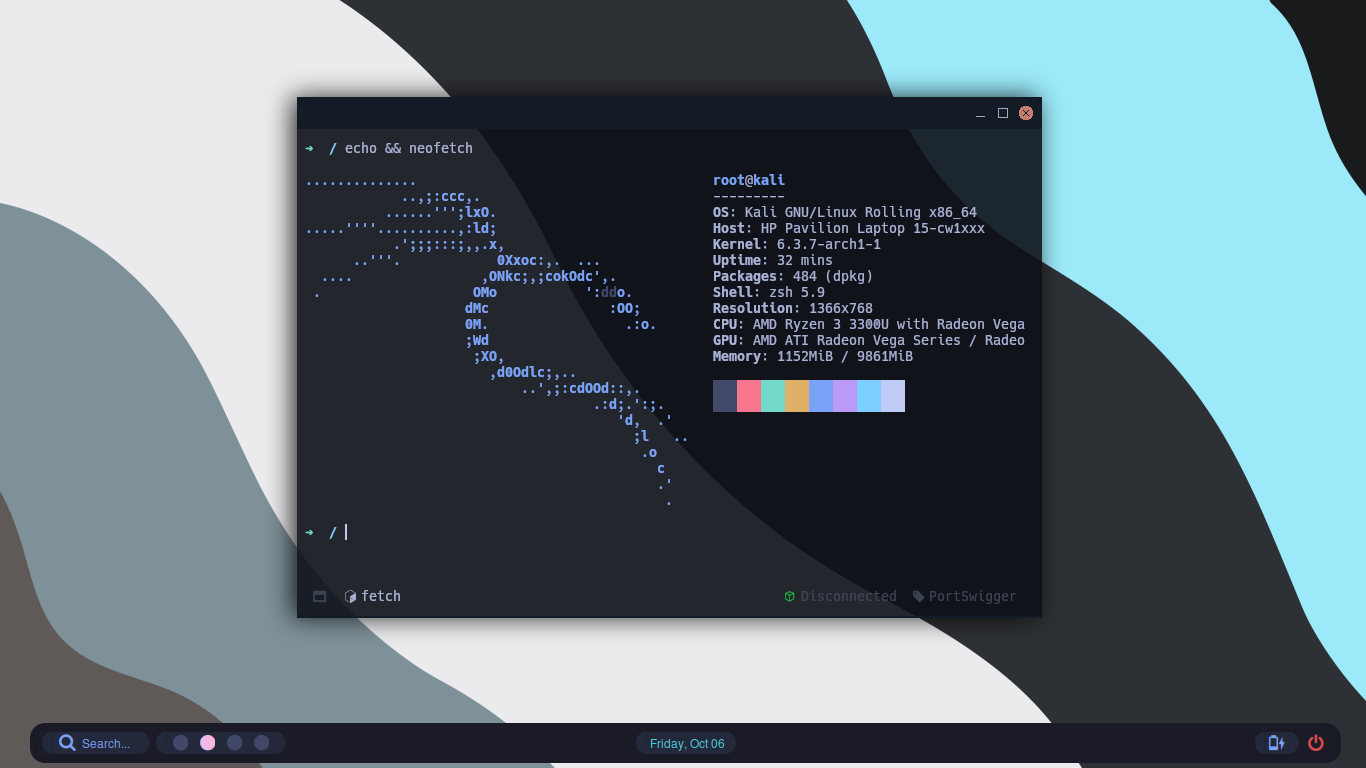 ➜  / echo && neofetch
..............
            ..,;:ccc,.
          ......''';lxO.
.....''''..........,:ld;
           .';;;:::;,,.x,
      ..'''.            0Xxoc:,.  ...
  ....                ,ONkc;,;cokOdc',.
 .                   OMo           ':ddo.
                    dMc               :OO;
                    0M.                 .:o.
                    ;Wd
                     ;XO,
                       ,d0Odlc;,..
                           ..',;:cdOOd::,.
                                    .:d;.':;.
                                       'd,  .'
                                         ;l   ..
                                          .o
                                            c
                                            .'
                                             .
root@kali
---------
OS: Kali GNU/Linux Rolling x86_64
Host: HP Pavilion Laptop 15-cw1xxx
Kernel: 6.3.7-arch1-1
Uptime: 32 mins
Packages: 484 (dpkg)
Shell: zsh 5.9
Resolution: 1366x768
CPU: AMD Ryzen 3 3300U with Radeon Vega
GPU: AMD ATI Radeon Vega Series / Radeo
Memory: 1152MiB / 9861MiB
➜  /
fetch
Disconnected
PortSwigger
Search...
Friday, Oct 06